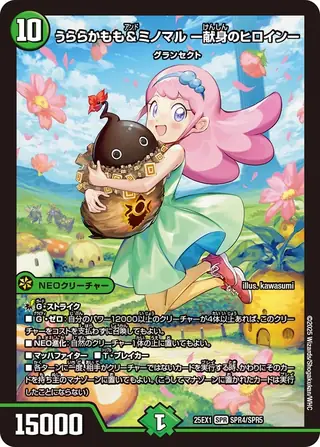 10
うららかもも&ミノマル ー献身のヒロインー
アンド
けんしん
グランセクト
illus_kawasumi
NEOクリーチャー
G・ストライク
G・ゼロ:自分のパワー12000以上のクリーチャーが4体以上あれば、このクリー
チャーをコストを支払わずに召喚してもよい。
NEO進化:自然のクリーチャー1体の上に置いてもよい。
マッハファイター T・ブレイカー
各ターンに一度、相手がクリーチャーではないカードを実行する時、かわりにそのカー
ドを持ち主のマナゾーンに置いてもよい。(こうしてマナゾーンに置かれたカードは実行
したことにならない)
©2025 Wizards/Shogakukan/WHC
15000
1
25EX1 SPR SPR4/SPR5